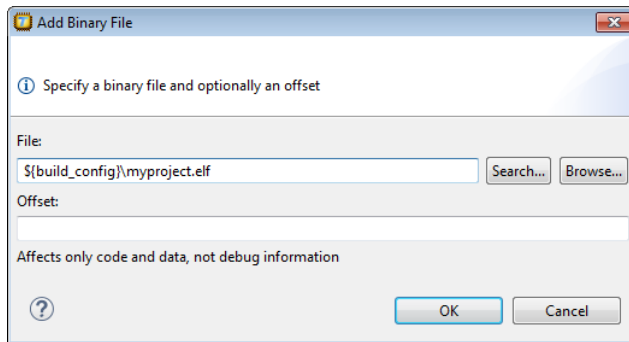 Add Binary File
Specify a binary file and optionally an offset
File:
${build_config}\myproject.elf
Search...
Browse...
Offset:
Affects only code and data, not debug information
OK
Cancel